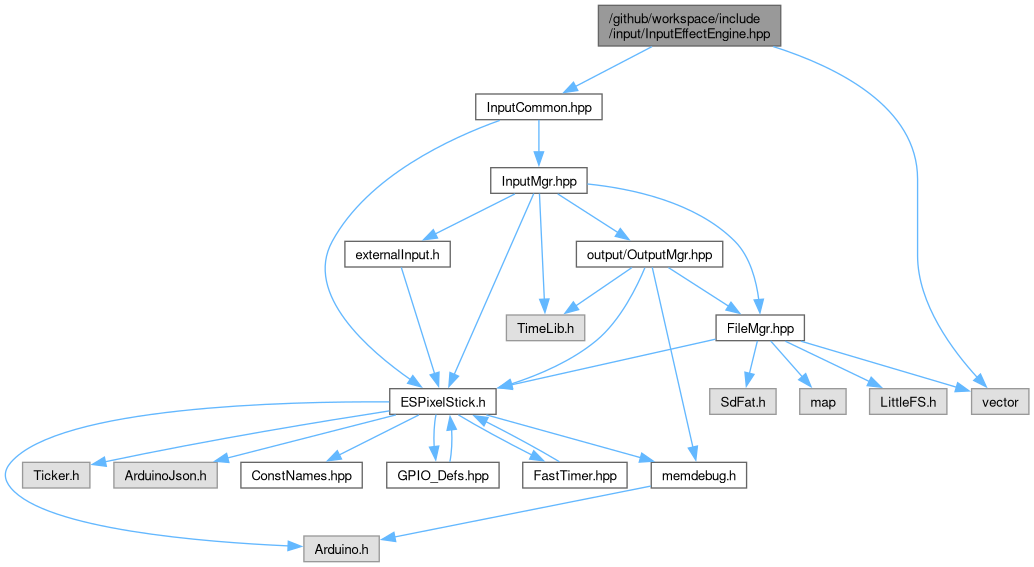 /github/workspace/include
/input/InputEffectEngine.hpp
InputCommon.hpp
InputMgr.hpp
externalInput.h
output/OutputMgr.hpp
TimeLib.h
FileMgr.hpp
ESPixelStick.h
SdFat.h
map
LittleFS.h
vector
Ticker.h
ArduinoJson.h
ConstNames.hpp
GPIO_Defs.hpp
FastTimer.hpp
memdebug.h
Arduino.h